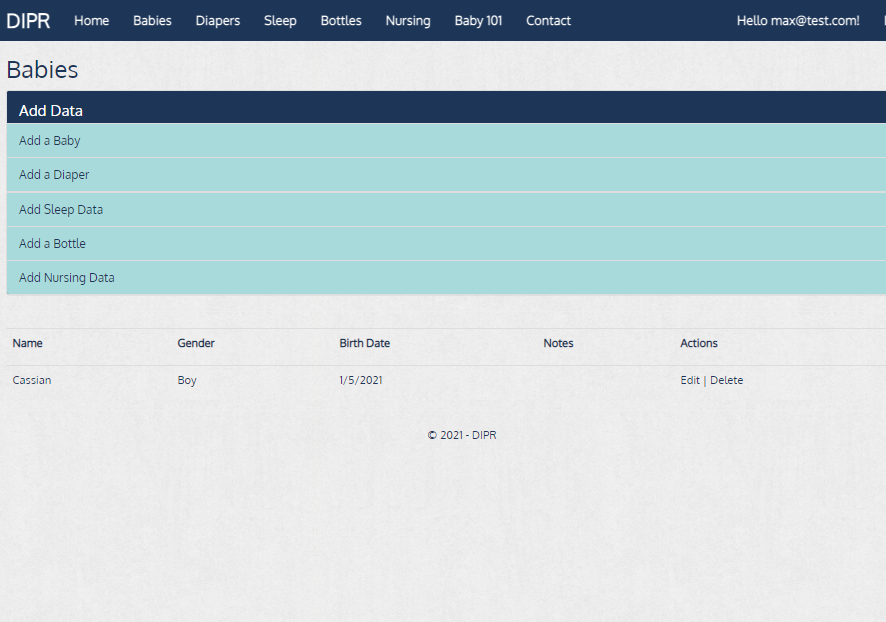 DIPR Home Babies Diapers Sleep Bottles Nursing Baby 101 Contact Hello max@test.com!
Babies
Add Data
Add a Baby
Add a Diaper
Add Sleep Data
Add a Bottle
Add Nursing Data
Name Gender Birth Date Notes Actions
Cassian Boy 1/5/2021 Edit | Delete
© 2021 - DIPR